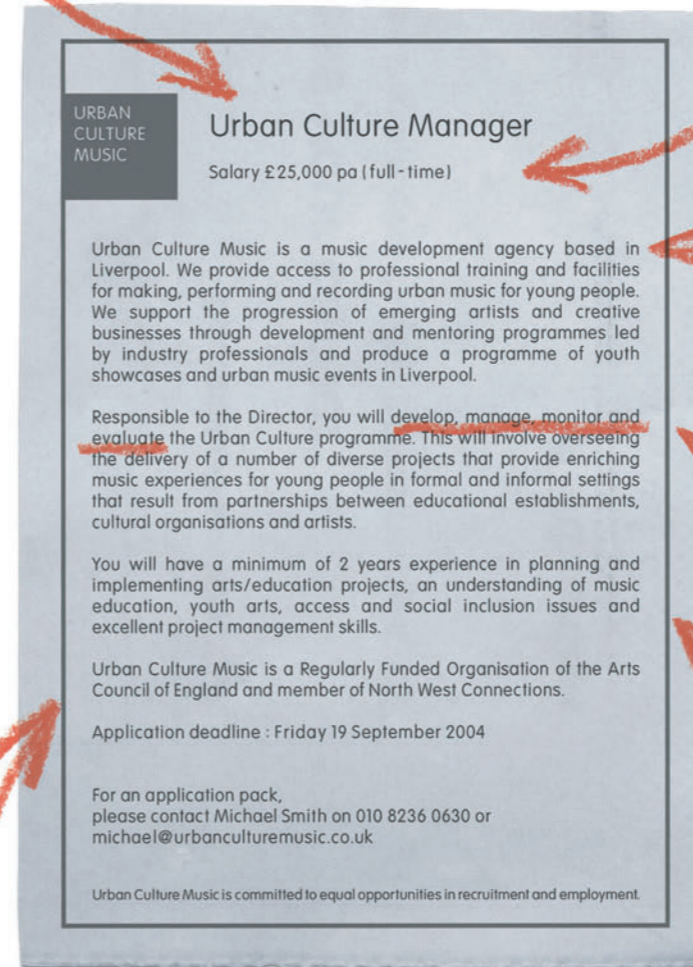 URBAN
CULTURE
MUSIC
Urban Culture Manager
Salary £25,000 pa (full-time)
Urban Culture Music is a music development agency based in
Liverpool. We provide access to professional training and facilities
for making, performing and recording urban music for young people.
We support the progression of emerging artists and creative
businesses through development and mentoring programmes led
by industry professionals and produce a programme of youth
showcases and urban music events in Liverpool.
Responsible to the Director, you will develop, manage, monitor and
evaluate the Urban Culture programme. This will involve overseeing
the delivery of a number of diverse projects that provide enriching
music experiences for young people in formal and informal settings
that result from partnerships between educational establishments,
cultural organisations and artists.
You will have a minimum of 2 years experience in planning and
implementing arts/education projects, an understanding of music
education, youth arts, access and social inclusion issues and
excellent project management skills.
Urban Culture Music is a Regularly Funded Organisation of the Arts
Council of England and member of North West Connections.
Application deadline : Friday 19 September 2004
For an application pack,
please contact Michael Smith on 010 8236 0630 or
michael@urbanculturemusic.co.uk
Urban Culture Music is committed to equal opportunities in recruitment and employment.